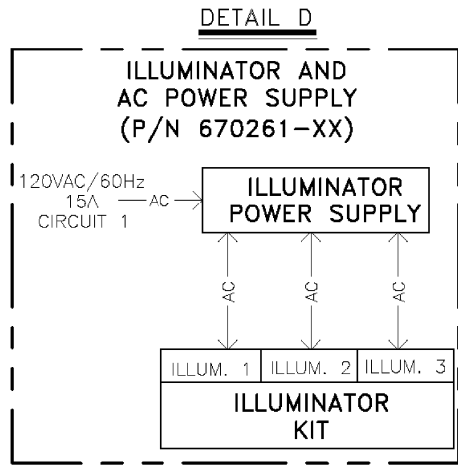 DETAIL D
ILLUMINATOR AND
AC POWER SUPPLY
(P/N 670261-XX)
120VAC/60Hz
15A
CIRCUIT 1
AC
ILLUMINATOR
POWER SUPPLY
AC
AC
AC
ILLUM. 1
ILLUM. 2
ILLUM. 3
ILLUMINATOR
KIT